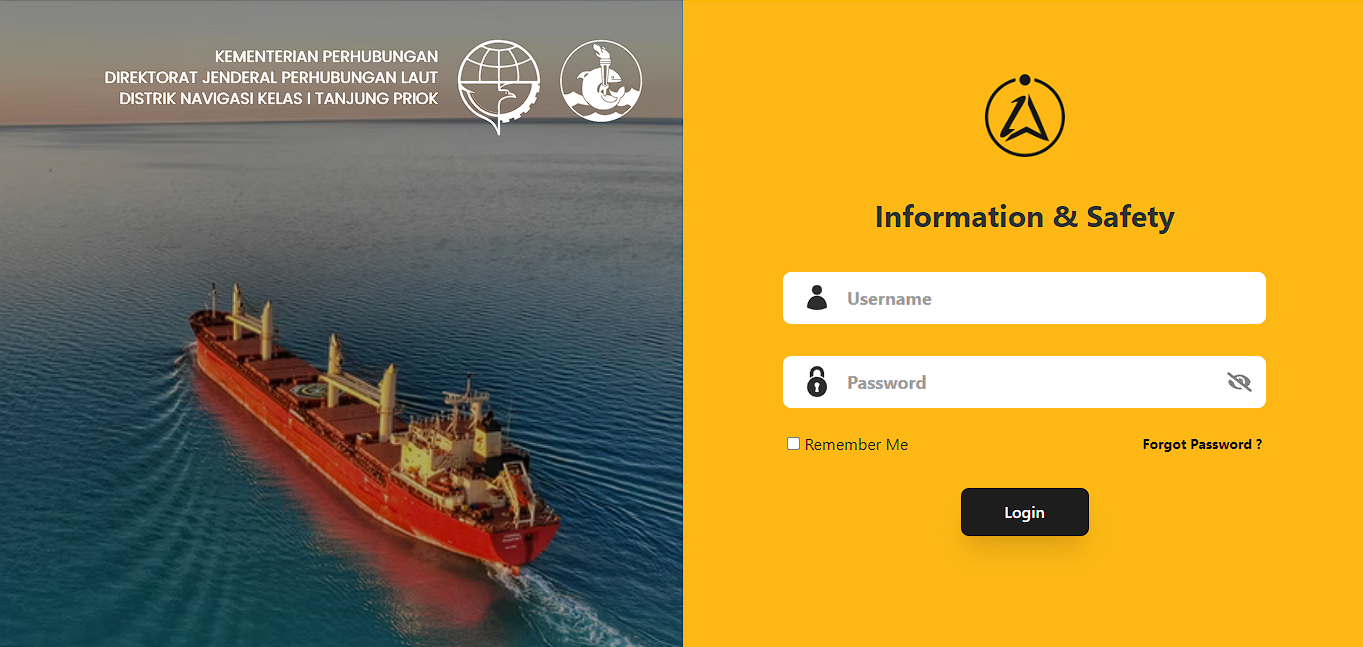 KEMENTERIAN PERHUBUNGAN
DIREKTORAT JENDERAL PERHUBUNGAN LAUT
DISTRIK NAVIGASI KELAS I TANJUNG PRIOK
Information & Safety
Username
Password
Remember Me
Forgot Password ?
Login